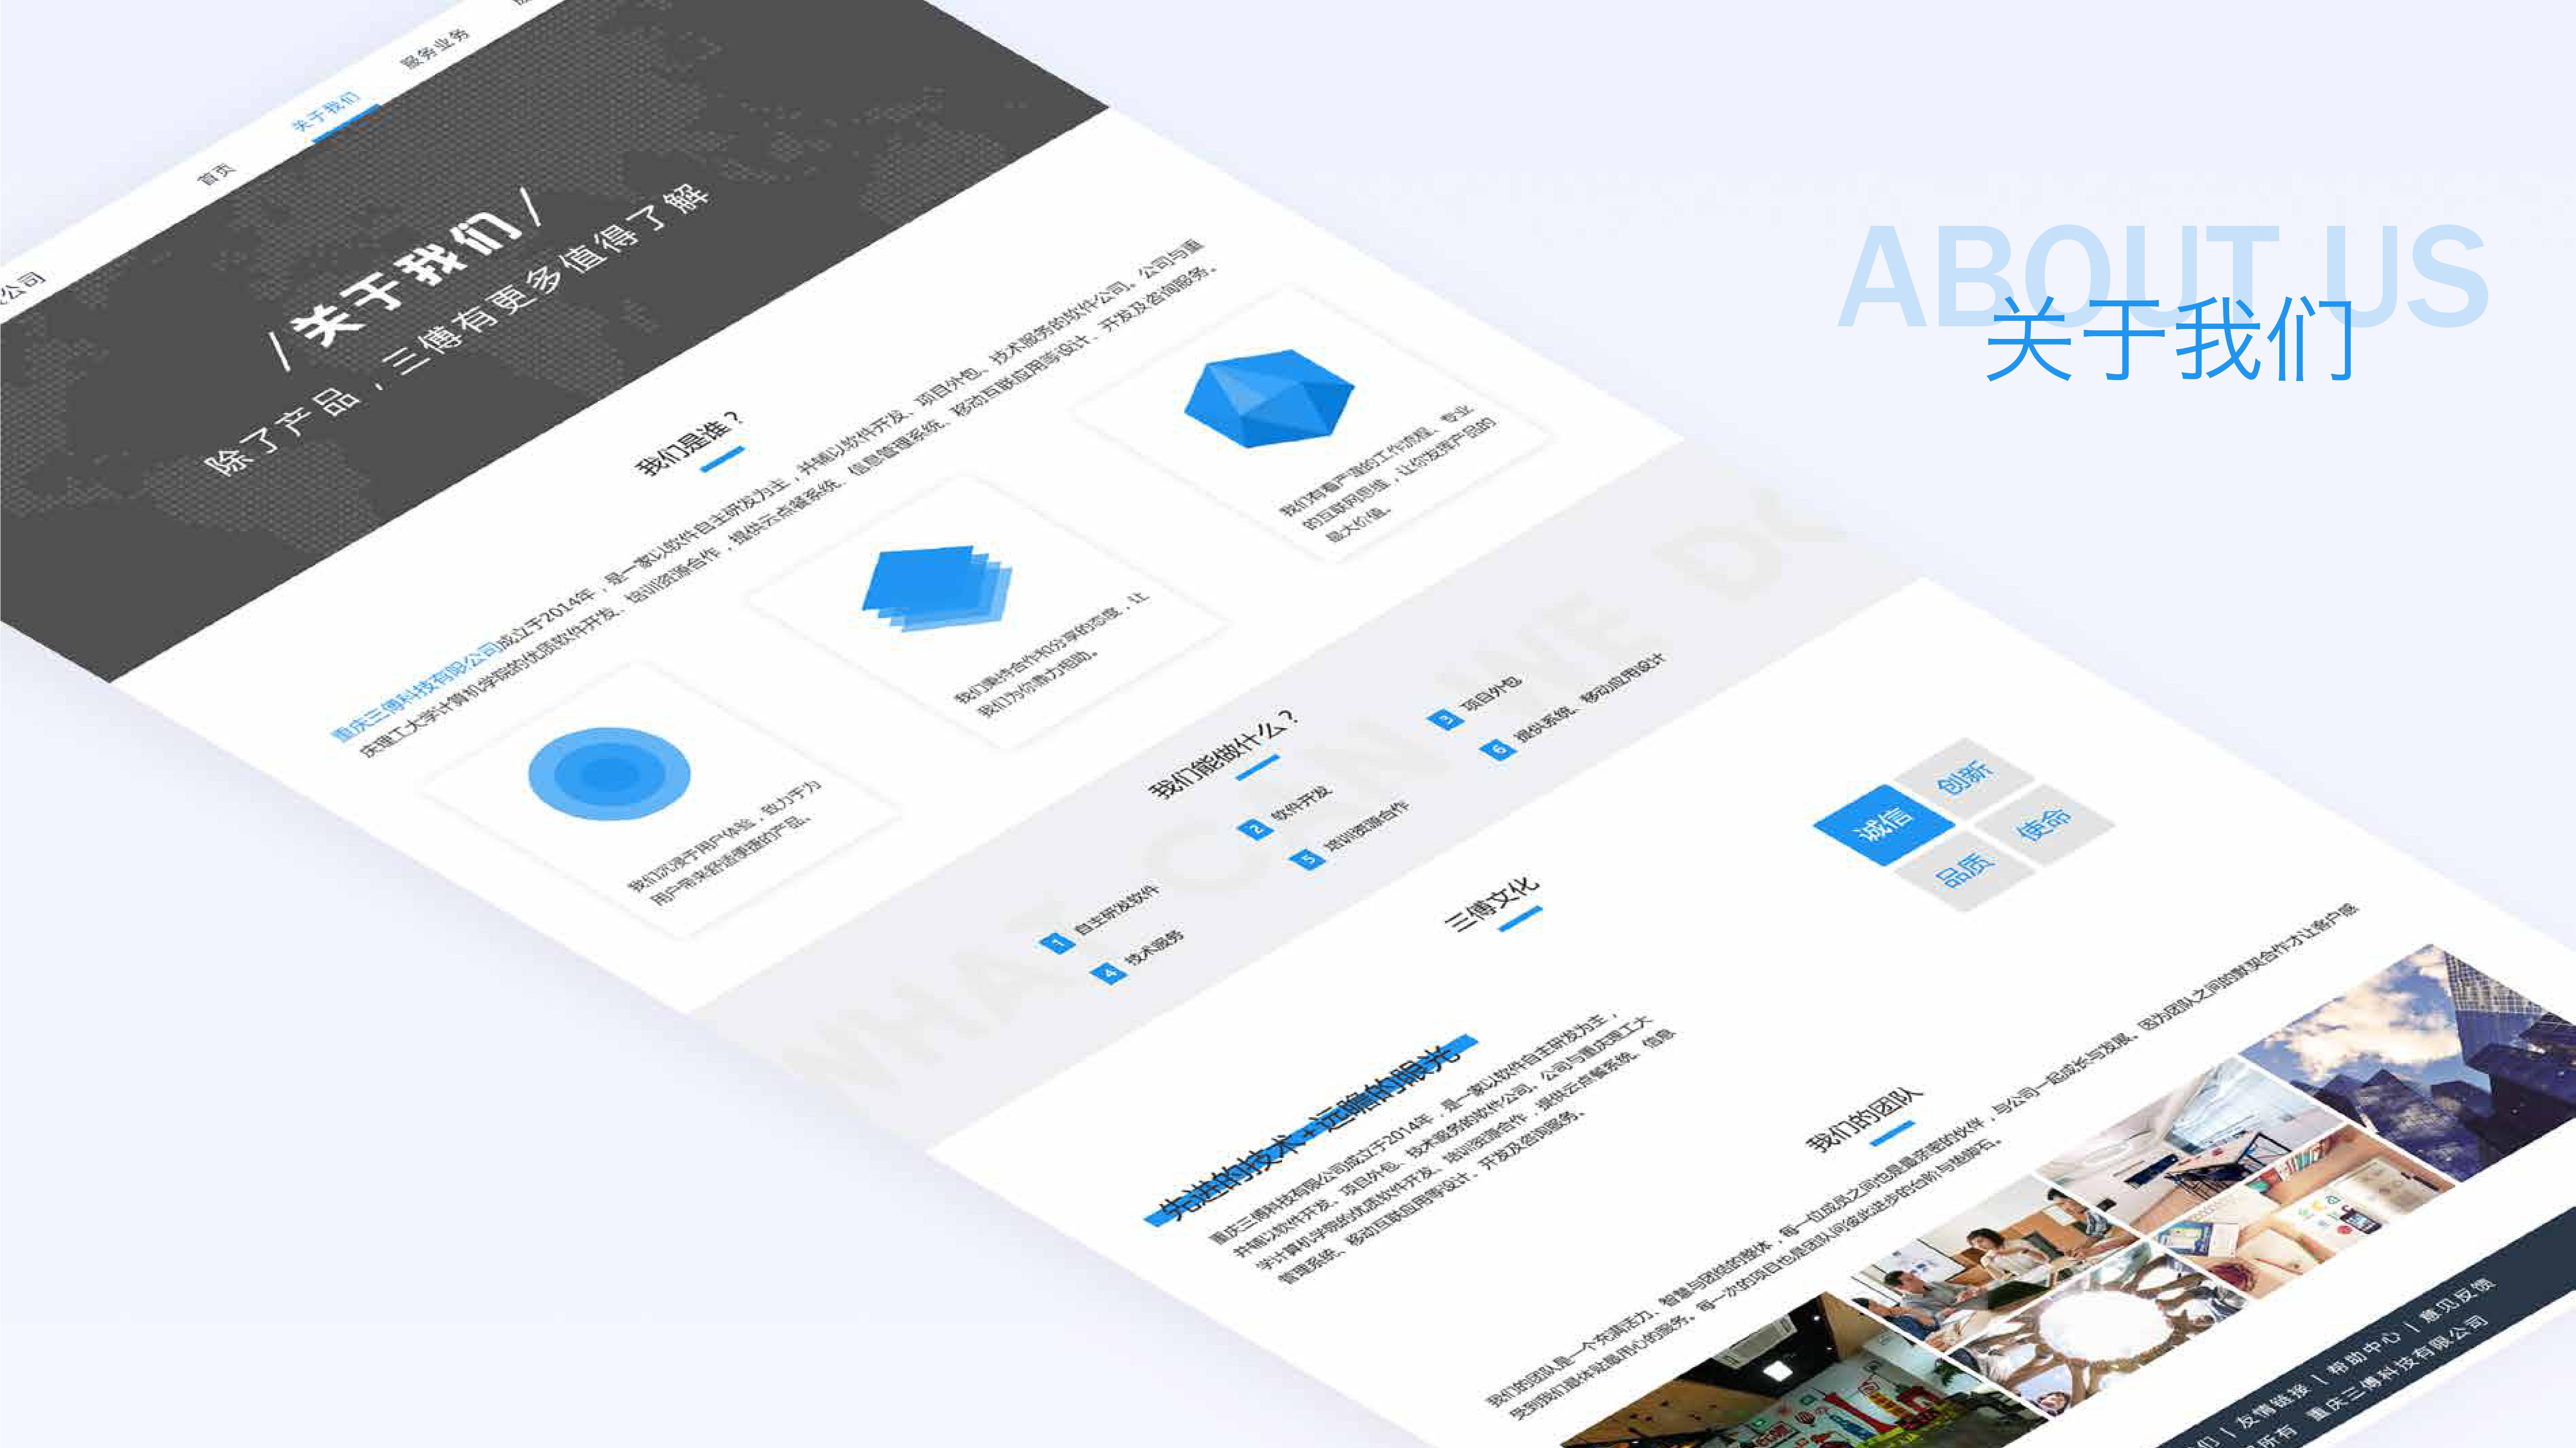 ABOUT US
关于我们
公司
首页
关于我们
服务业务
/ 关于我们 /
除了产品，三傅有更多值得了解
我们是谁？
重庆三傅科技有限公司成立于2014年，是一家以软件自主研发为主，并辅以软件开发、项目外包、技术服务的软件公司。公司与重
庆理工大学计算机学院的优质软件开发、培训资源合作，提供云点餐系统、信息管理系统、移动互联应用等设计、开发及咨询服务。
我们沉浸于用户体验，致力于为
用户带来舒适便捷的产品。
我们秉持合作和分享的态度，让
我们为你鼎力相助。
我们有着严谨的工作流程、专业
的互联网思维，让你发挥产品的
最大价值。
WHAT CAN WE DO
我们能做什么？
1 自主研发软件
2 软件开发
3 项目外包
4 技术服务
5 培训资源合作
6 提供系统、移动应用设计
三傅文化
先进的技术+远瞻的眼光
重庆三傅科技有限公司成立于2014年，是一家以软件自主研发为主，
并辅以软件开发、项目外包、技术服务的软件公司。公司与重庆理工大
学计算机学院的优质软件开发、培训资源合作，提供云点餐系统、信息
管理系统、移动互联应用等设计、开发及咨询服务。
诚信
创新
品质
使命
我们的团队
我们的团队是一个充满活力、智慧与团结的整体，每一位成员之间也是最亲密的伙伴，与公司一起成长与发展。因为团队之间的默契合作才让客户感
受到我们最体贴最用心的服务。每一次的项目也是团队间彼此进步的台阶与垫脚石。
们 | 友情链接 | 帮助中心 | 意见反馈
所有 重庆三傅科技有限公司